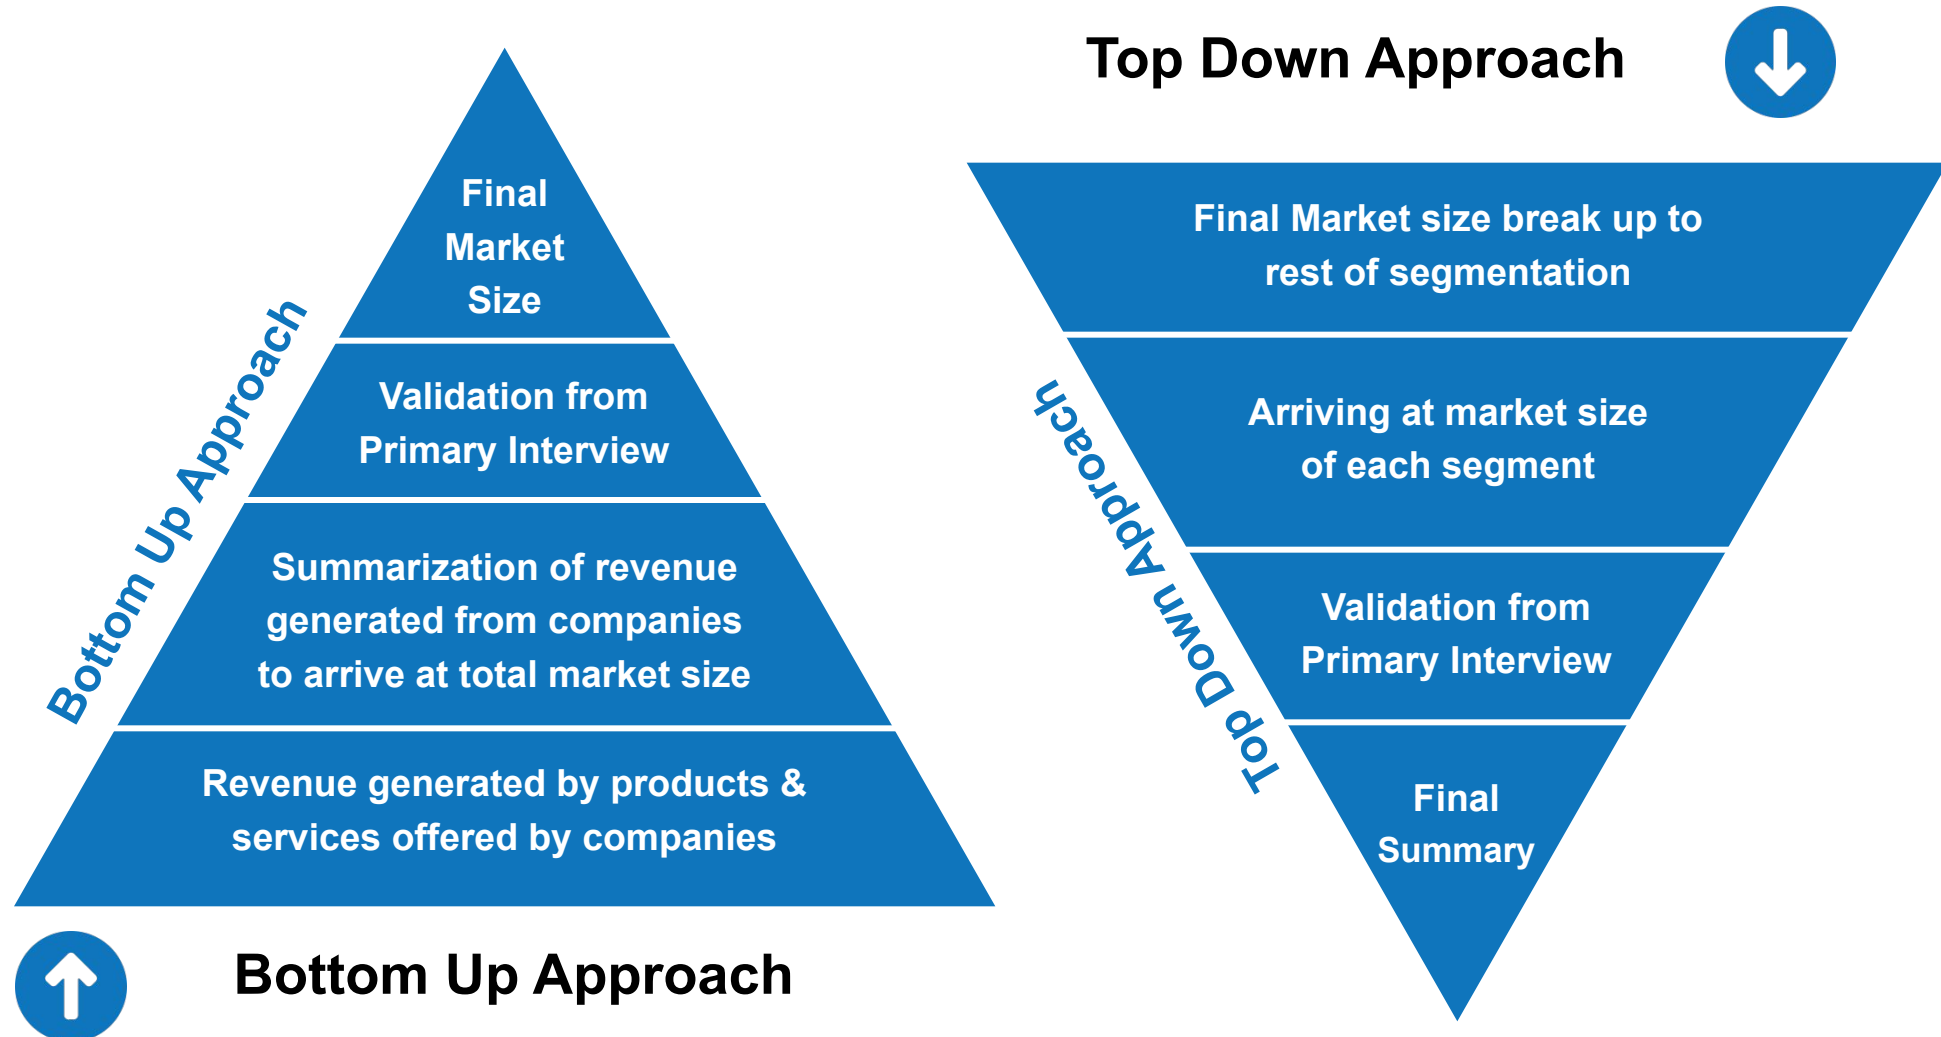 Top Down Approach
Final
Market
Size
Validation from
Primary Interview
Summarization of revenue
generated from companies
to arrive at total market size
Revenue generated by products &
services offered by companies
Bottom Up Approach
Bottom Up Approach
Final Market size break up to
rest of segmentation
Arriving at market size
of each segment
Validation from
Primary Interview
Final
Summary
Top Down Approach